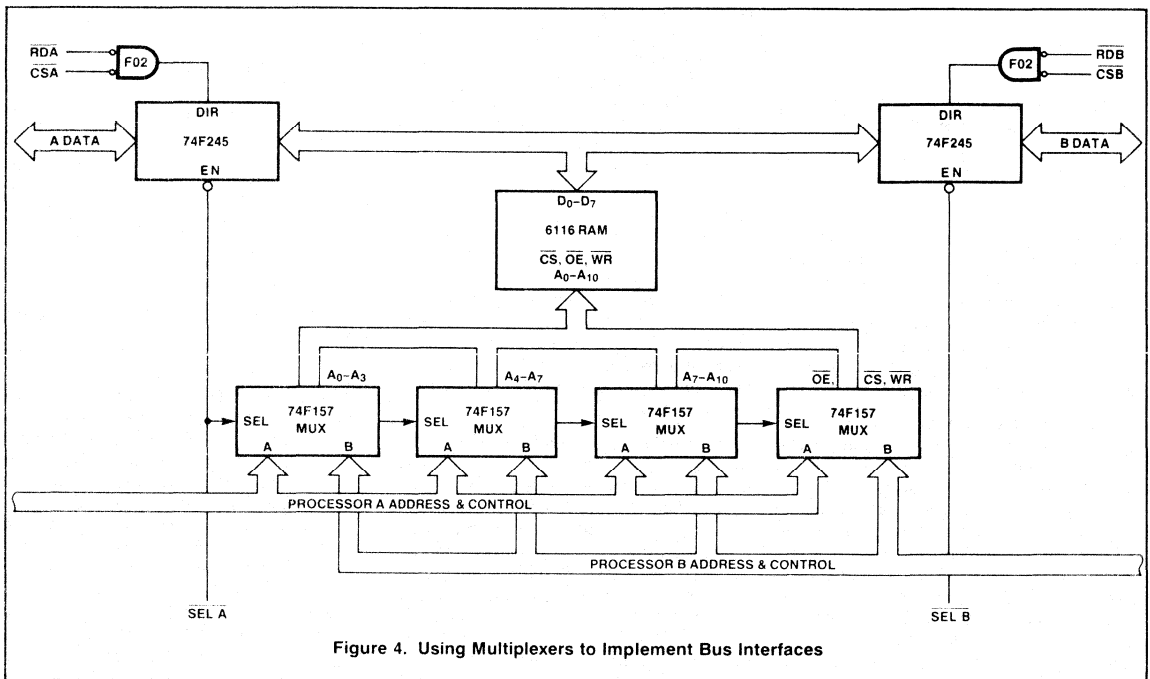 RDA
CSA
F02
DIR
74F245
EN
A DATA
F02
RDB
CSB
DIR
74F245
EN
B DATA
D0–D7
6116 RAM
CS, OE, WR
A0–A10
A0–A3
A4–A7
A7–A10
OE,
CS, WR
SEL
74F157
MUX
A
B
SEL
74F157
MUX
A
B
SEL
74F157
MUX
A
B
SEL
74F157
MUX
A
B
PROCESSOR A ADDRESS & CONTROL
PROCESSOR B ADDRESS & CONTROL
SEL A
SEL B
Figure 4. Using Multiplexers to Implement Bus Interfaces